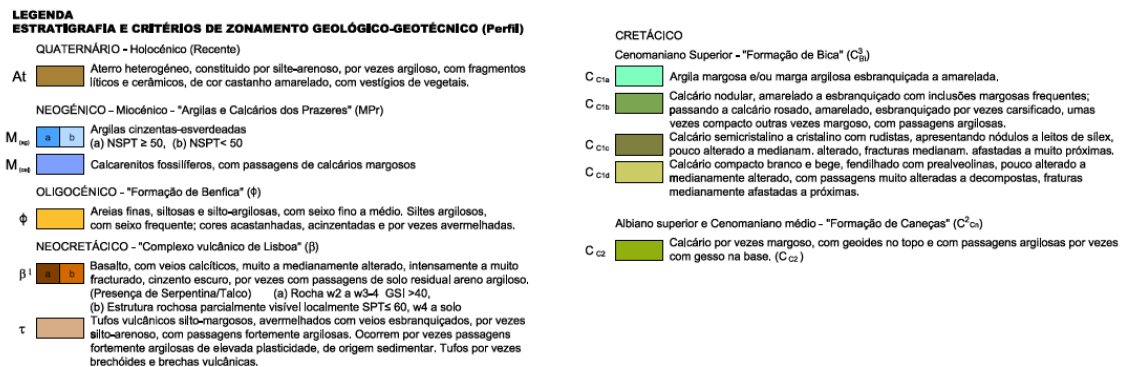 LEGENDA
ESTRATIGRAFIA E CRITÉRIOS DE ZONAMENTO GEOLÓGICO-GEOTÉCNICO (Perfil)
QUATERNÁRIO - Holocénico (Recente)
At
Aterro heterogéneo, constituido por silte-arenoso, por vezes argiloso, com fragmentos
líticos e cerâmicos, de cor castanho amarelado, com vestígios de vegetais.
NEOGÉNICO - Miocénico - "Argilas e Calcários dos Prazeres" (MPr)
M(ag) a b
Argilas cinzentas-esverdeadas
(a) NSPT ≥ 50, (b) NSPT< 50
M
Calcarenitos fossilíferos, com passagens de calcários margosos
OLIGOCÉNICO - "Formação de Benfica" (ϕ)
ϕ
Areias finas, siltosas e silto-argilosas, com seixo fino a médio. Siltes argilosos,
com seixo frequente; cores acastanhadas, acinzentadas e por vezes avermelhadas.
NEOCRETÁCICO - "Complexo vulcânico de Lisboa" (β)
β1 a b
Basalto, com veios calcíticos, muito a medianamente alterado, intensamente a muito
fracturado, cinzento escuro, por vezes com passagens de solo residual areno argiloso.
(Presença de Serpentina/Talco) (a) Rocha w2 a w3-4 GSI >40,
(b) Estrutura rochosa parcialmente visível localmente SPT≤ 60, w4 a solo
τ
Tufos vulcânicos silto-margosos, avermelhados com veios esbranquiçados, por vezes
silto-arenoso, com passagens fortemente argilosas. Ocorrem por vezes passagens
fortemente argilosas de elevada plasticidade, de origem sedimentar. Tufos por vezes
brechóides e brechas vulcânicas.
CRETÁCICO
Cenomaniano Superior - "Formação de Bica" (C3Bi)
C C1a
Argila margosa e/ou marga argilosa esbranquiçada a amarelada.
C C1b
Calcário nodular, amarelado a esbranquiçado com inclusões margosas frequentes;
passando a calcário rosado, amarelado, esbranquiçado por vezes carsificado, umas
vezes compacto outras vezes margoso, com passagens argilosas.
C C1c
Calcário semicristalino a cristalino com rudistas, apresentando nódulos a leitos de sílex,
pouco alterado a medianam. alterado, fracturas medianam. afastadas a muito próximas.
C C1d
Calcário compacto branco e bege, fendilhado com prealveolinas, pouco alterado a
medianamente alterado, com passagens muito alteradas a decompostas, fraturas
medianamente afastadas a próximas.
Albiano superior e Cenomaniano médio - "Formação de Caneças" (C2Cn)
C C2
Calcário por vezes margoso, com geoides no topo e com passagens argilosas por vezes
com gesso na base. (C C2 )